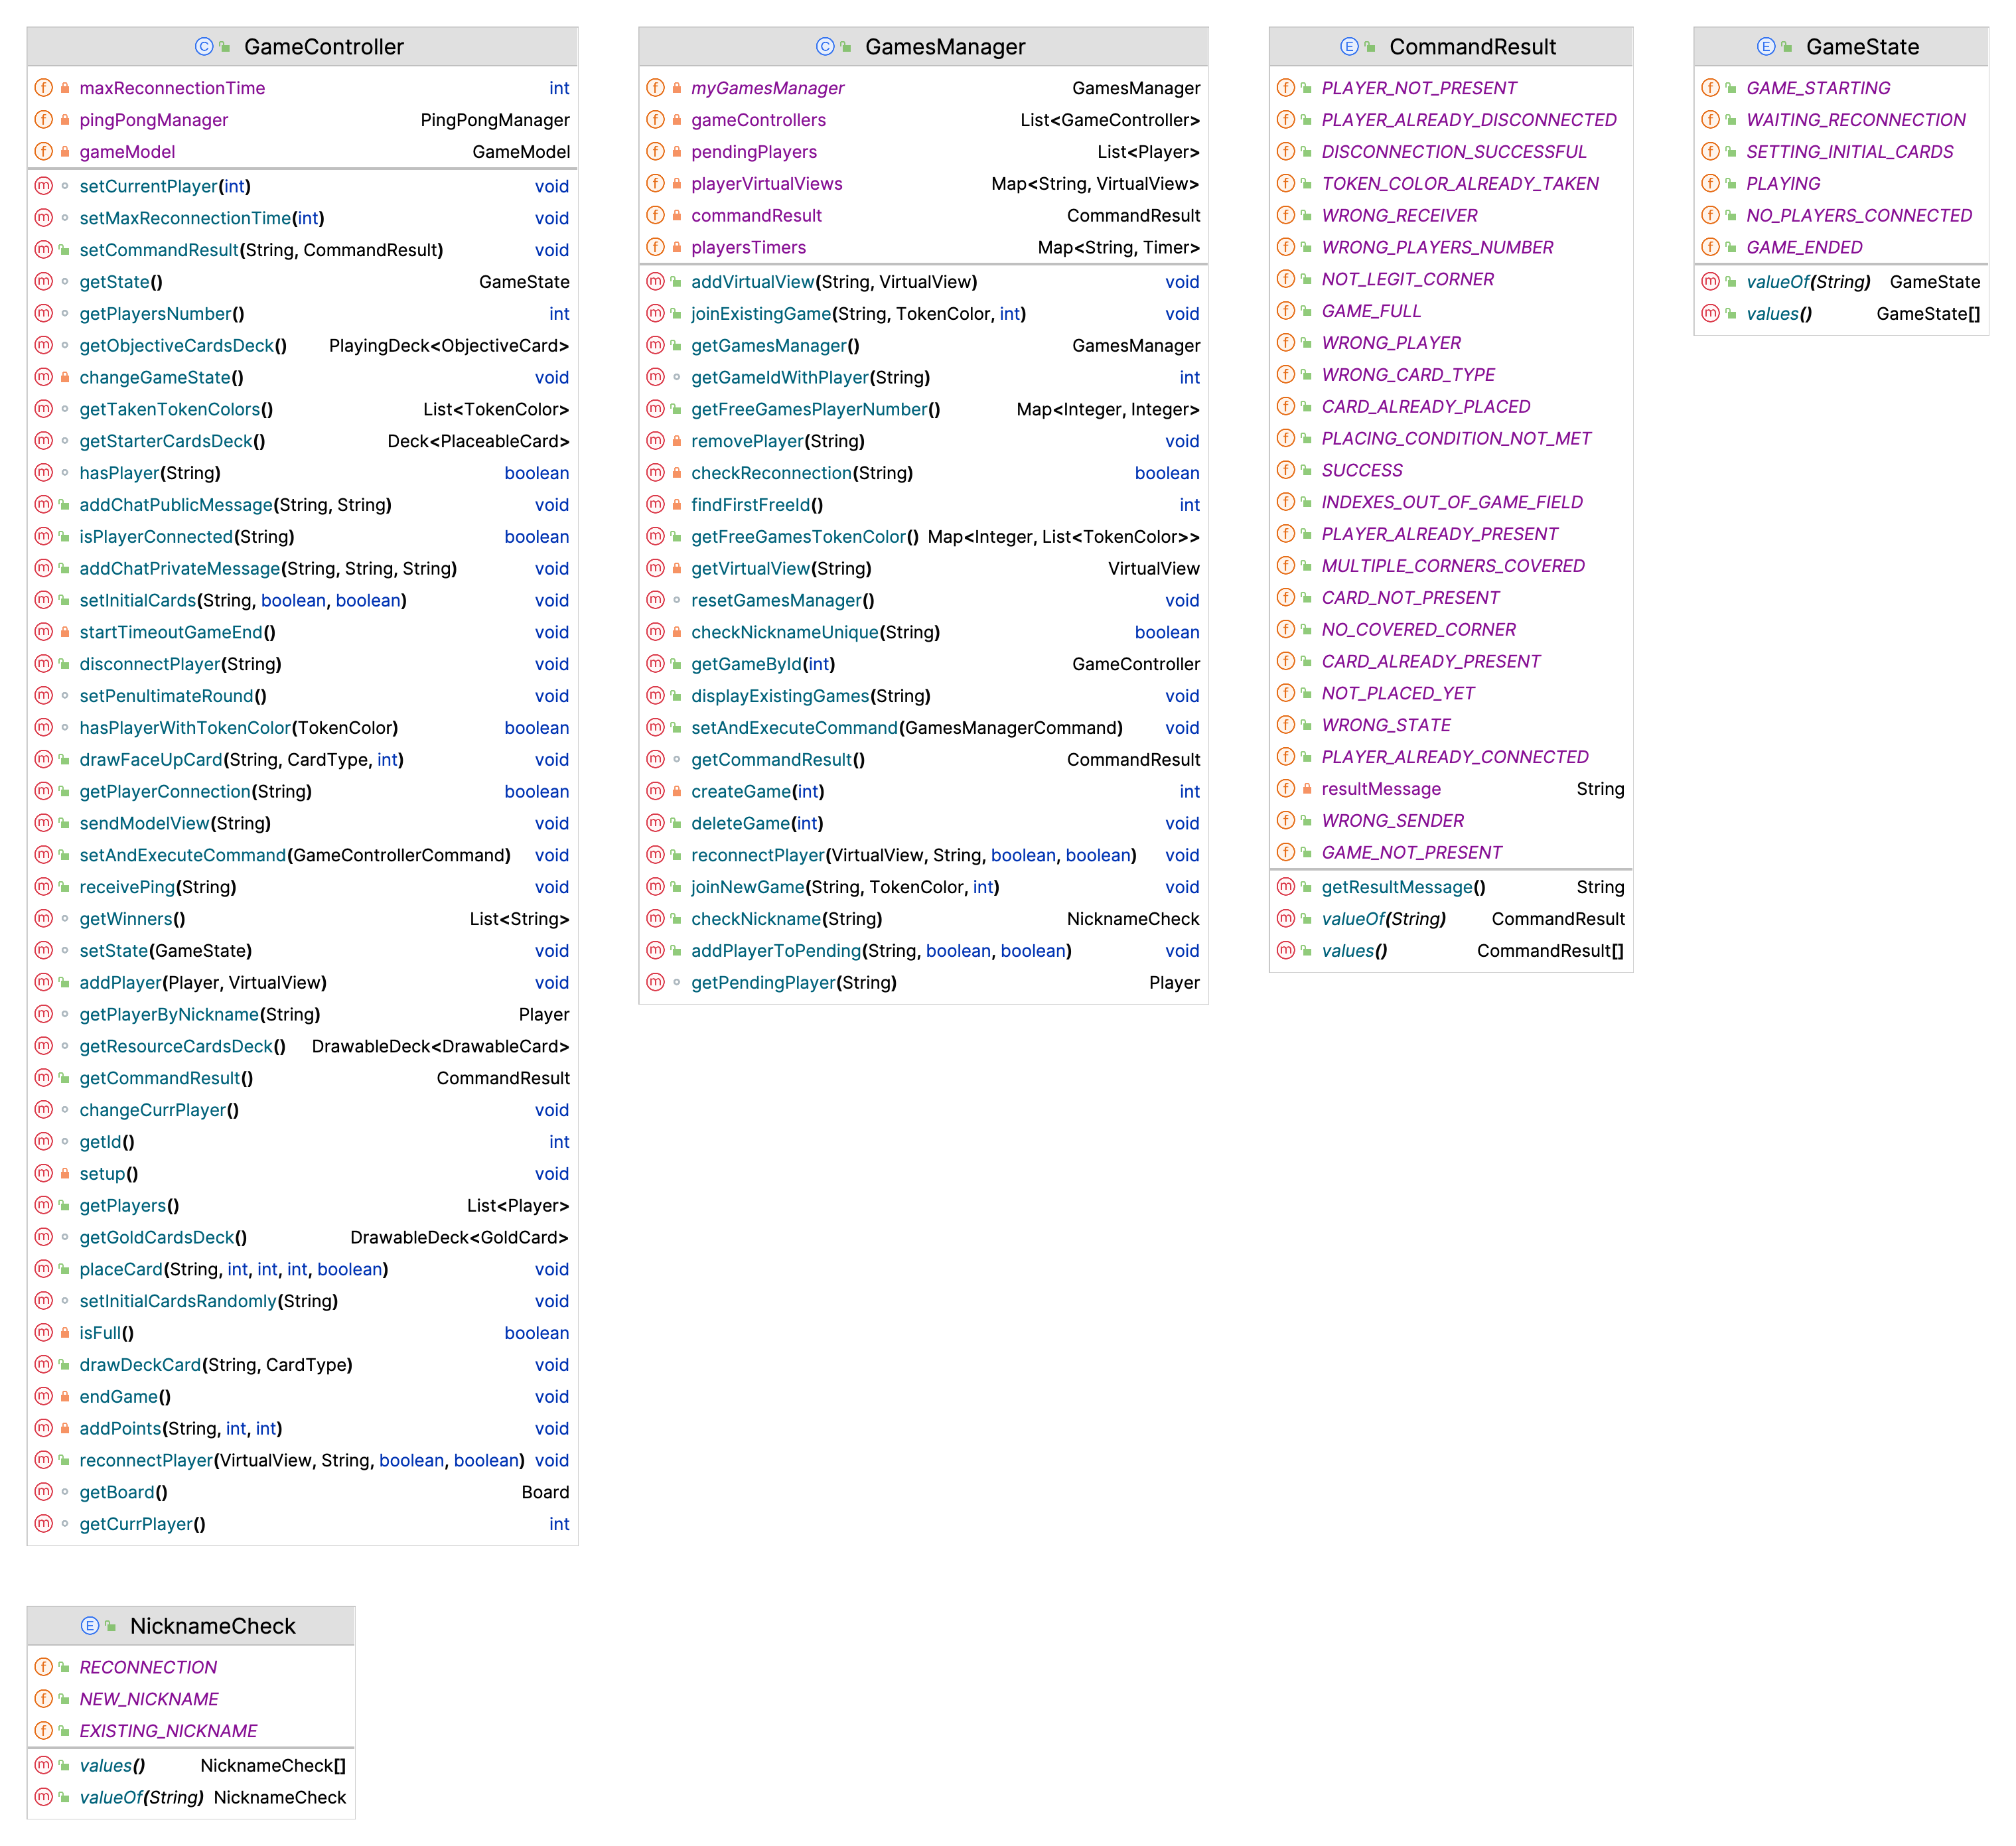 GameController
maxReconnectionTime int
pingPongManager PingPongManager
gameModel GameModel
setCurrentPlayer(int) void
setMaxReconnectionTime(int) void
setCommandResult(String, CommandResult) void
getState() GameState
getPlayersNumber() int
getObjectiveCardsDeck() PlayingDeck<ObjectiveCard>
changeGameState() void
getTakenTokenColors() List<TokenColor>
getStarterCardsDeck() Deck<PlaceableCard>
hasPlayer(String) boolean
addChatPublicMessage(String, String) void
isPlayerConnected(String) boolean
addChatPrivateMessage(String, String, String) void
setInitialCards(String, boolean, boolean) void
startTimeoutGameEnd() void
disconnectPlayer(String) void
setPenultimateRound() void
hasPlayerWithTokenColor(TokenColor) boolean
drawFaceUpCard(String, CardType, int) void
getPlayerConnection(String) boolean
sendModelView(String) void
setAndExecuteCommand(GameControllerCommand) void
receivePing(String) void
getWinners() List<String>
setState(GameState) void
addPlayer(Player, VirtualView) void
getPlayerByNickname(String) Player
getResourceCardsDeck() DrawableDeck<DrawableCard>
getCommandResult() CommandResult
changeCurrPlayer() void
getId() int
setup() void
getPlayers() List<Player>
getGoldCardsDeck() DrawableDeck<GoldCard>
placeCard(String, int, int, int, boolean) void
setInitialCardsRandomly(String) void
isFull() boolean
drawDeckCard(String, CardType) void
endGame() void
addPoints(String, int, int) void
reconnectPlayer(VirtualView, String, boolean, boolean) void
getBoard() Board
getCurrPlayer() int
GamesManager
myGamesManager GamesManager
gameControllers List<GameController>
pendingPlayers List<Player>
playerVirtualViews Map<String, VirtualView>
commandResult CommandResult
playersTimers Map<String, Timer>
addVirtualView(String, VirtualView) void
joinExistingGame(String, TokenColor, int) void
getGamesManager() GamesManager
getGameIdWithPlayer(String) int
getFreeGamesPlayerNumber() Map<Integer, Integer>
removePlayer(String) void
checkReconnection(String) boolean
findFirstFreeId() int
getFreeGamesTokenColor() Map<Integer, List<TokenColor>>
getVirtualView(String) VirtualView
resetGamesManager() void
checkNicknameUnique(String) boolean
getGameById(int) GameController
displayExistingGames(String) void
setAndExecuteCommand(GamesManagerCommand) void
getCommandResult() CommandResult
createGame(int) int
deleteGame(int) void
reconnectPlayer(VirtualView, String, boolean, boolean) void
joinNewGame(String, TokenColor, int) void
checkNickname(String) NicknameCheck
addPlayerToPending(String, boolean, boolean) void
getPendingPlayer(String) Player
CommandResult
PLAYER_NOT_PRESENT
PLAYER_ALREADY_DISCONNECTED
DISCONNECTION_SUCCESSFUL
TOKEN_COLOR_ALREADY_TAKEN
WRONG_RECEIVER
WRONG_PLAYERS_NUMBER
NOT_LEGIT_CORNER
GAME_FULL
WRONG_PLAYER
WRONG_CARD_TYPE
CARD_ALREADY_PLACED
PLACING_CONDITION_NOT_MET
SUCCESS
INDEXES_OUT_OF_GAME_FIELD
PLAYER_ALREADY_PRESENT
MULTIPLE_CORNERS_COVERED
CARD_NOT_PRESENT
NO_COVERED_CORNER
CARD_ALREADY_PRESENT
NOT_PLACED_YET
WRONG_STATE
PLAYER_ALREADY_CONNECTED
resultMessage String
WRONG_SENDER
GAME_NOT_PRESENT
getResultMessage() String
valueOf(String) CommandResult
values() CommandResult[]
GameState
GAME_STARTING
WAITING_RECONNECTION
SETTING_INITIAL_CARDS
PLAYING
NO_PLAYERS_CONNECTED
GAME_ENDED
valueOf(String) GameState
values() GameState[]
NicknameCheck
RECONNECTION
NEW_NICKNAME
EXISTING_NICKNAME
values() NicknameCheck[]
valueOf(String) NicknameCheck